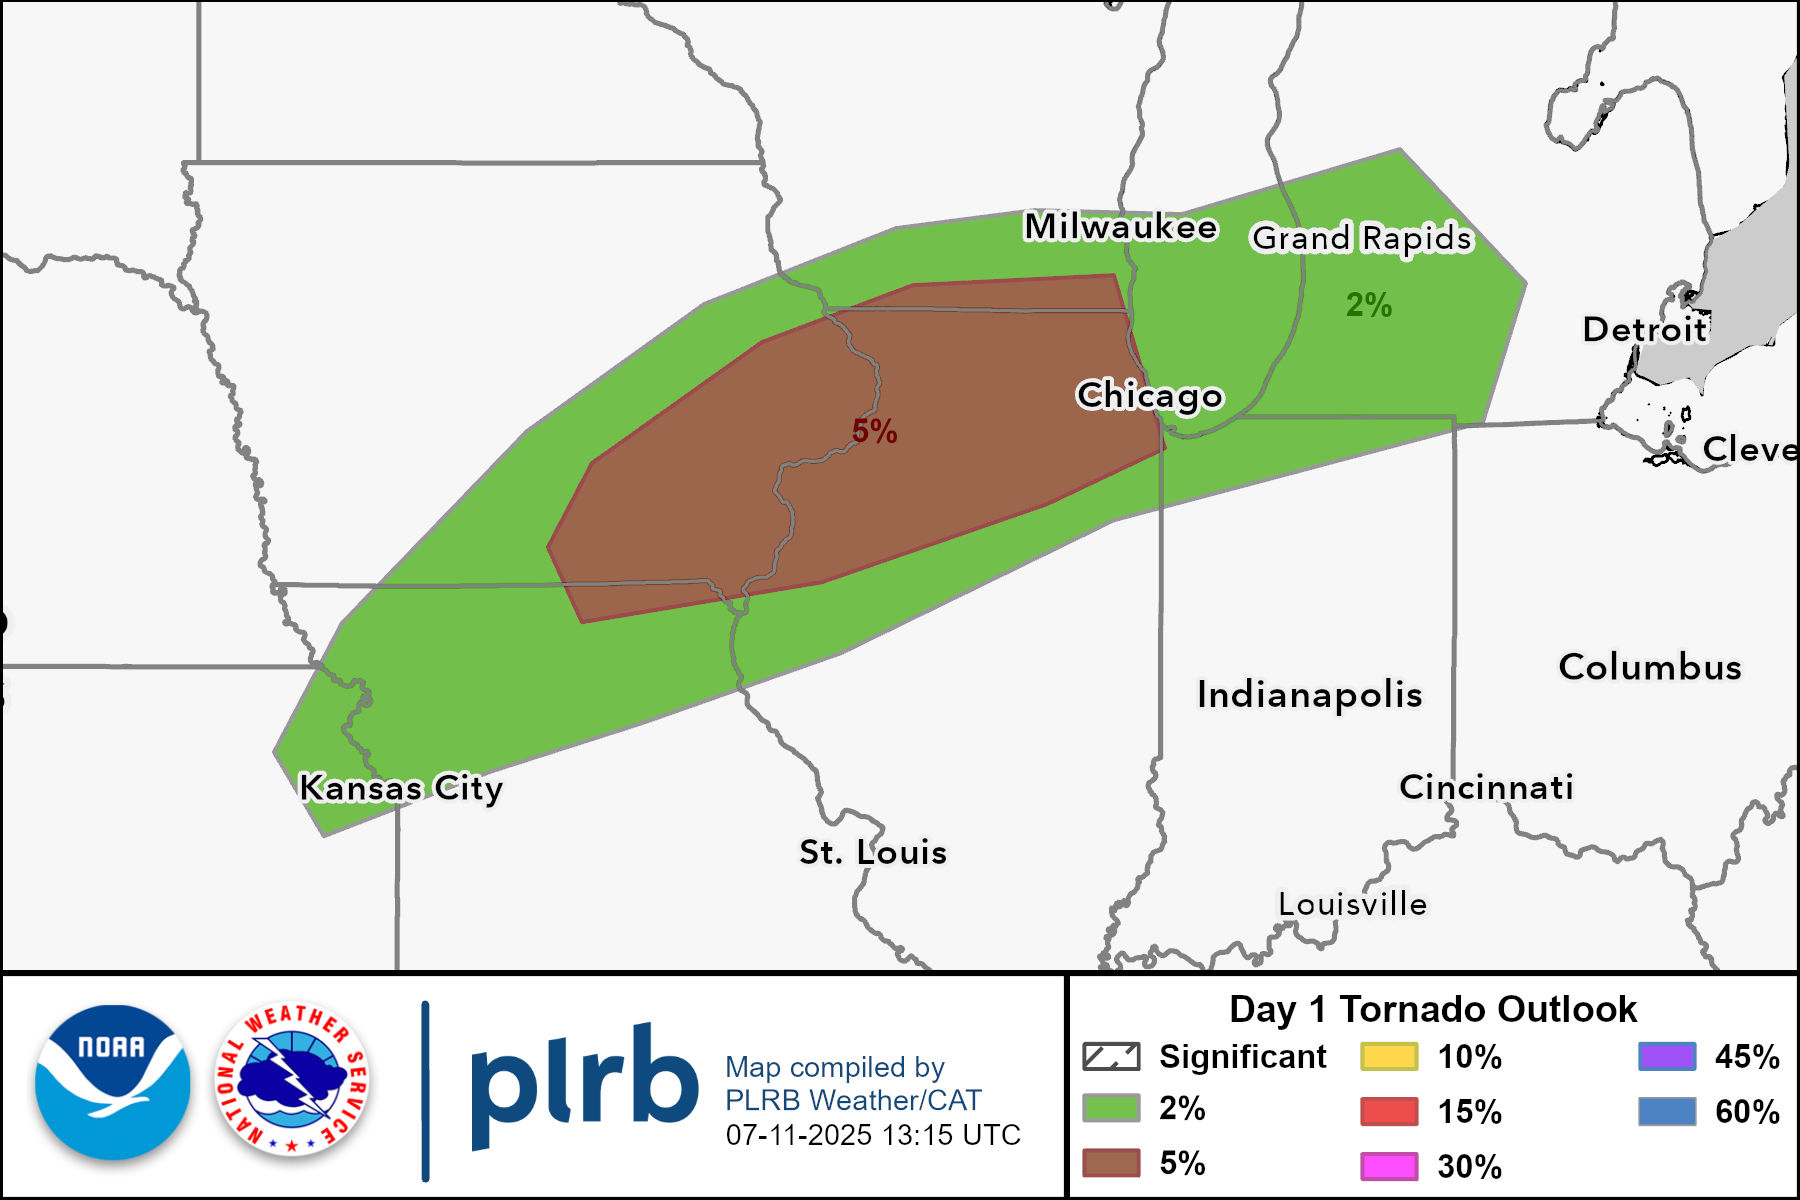 Milwaukee
Grand Rapids
2%
Detroit
Chicago
5%
Cleve
Columbus
Indianapolis
Kansas City
Cincinnati
St. Louis
Louisville
NOAA
NATIONAL WEATHER SERVICE
plrb
Map compiled by
PLRB Weather/CAT
07-11-2025 13:15 UTC
Day 1 Tornado Outlook
Significant
2%
5%
10%
15%
30%
45%
60%